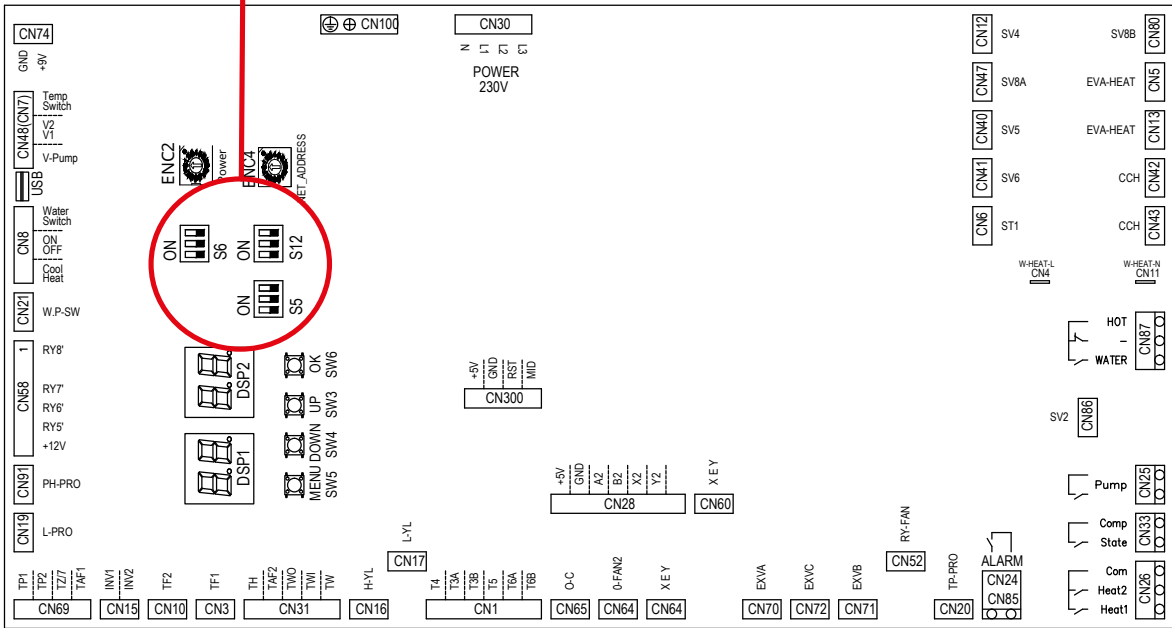 CN74
GND
+9V
CN100
CN30
N
L1
L2
L3
POWER
230V
CN12
SV4
SV8B
CN80
CN47
SV8A
EVA-HEAT
CN5
CN40
SV5
EVA-HEAT
CN13
CN41
SV6
CCH
CN42
CN6
ST1
CCH
CN43
W-HEAT-L
CN4
W-HEAT-N
CN11
CN48(CN7)
Temp
Switch
V2
V1
V-Pump
USB
CN8
Water
Switch
ON
OFF
Cool
Heat
CN21
W.P-SW
ENC2
Power
ENC4
NET_ADDRESS
ON
S6
ON
S12
ON
S5
CN58
1
RY8'
RY7'
RY6'
RY5'
+12V
DSP2
DSP1
OK
SW6
UP
SW3
DOWN
SW4
MENU
SW5
+5V
GND
RST
MID
CN300
HOT
–
WATER
CN87
SV2
CN86
CN91
PH-PRO
CN19
L-PRO
+5V
GND
A2
B2
X2
Y2
CN28
X E Y
CN60
Pump
CN25
Comp
State
CN33
Com
Heat2
Heat1
CN26
L-YL
CN17
RY-FAN
CN52
ALARM
CN24
CN85
TP1
TP2
TZ/7
TAF1
CN69
INV1
INV2
CN15
TF2
CN10
TF1
CN3
TH
TAF2
TWO
TWI
TW
CN31
H-YL
CN16
T4
T3A
T3B
T5
T6A
T6B
CN1
O-C
CN65
0-FAN2
CN64
X E Y
CN64
EXVA
CN70
EXVC
CN72
EXVB
CN71
TP-PRO
CN20